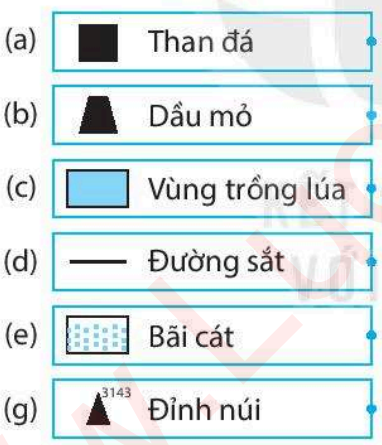 (a) Than đá
(b) Dầu mỏ
(c) Vùng trồng lúa
(d) Đường sắt
(e) Bãi cát
(g) 3143 Đỉnh núi